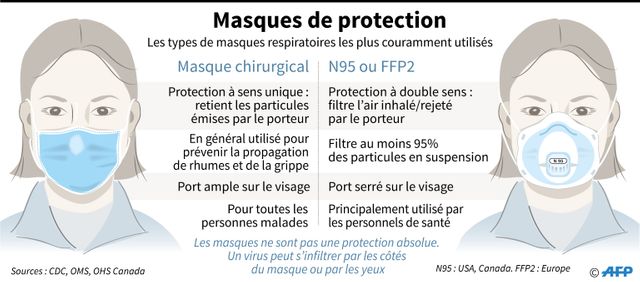 Masques de protection
Les types de masques respiratoires les plus couramment utilisés
Masque chirurgical
N95 ou FFP2
Protection à sens unique :
retient les particules
émises par le porteur
Protection à double sens :
filtre l'air inhalé/rejeté
par le porteur
En général utilisé pour
prévenir la propagation
de rhumes et de la grippe
Filtre au moins 95%
des particules en suspension
Port ample sur le visage
Port serré sur le visage
Pour toutes les
personnes malades
Principalement utilisé par
les personnels de santé
N 95
Les masques ne sont pas une protection absolue.
Un virus peut s'infiltrer par les côtés
du masque ou par les yeux
Sources : CDC, OMS, OHS Canada
N95 : USA, Canada. FFP2 : Europe
© AFP